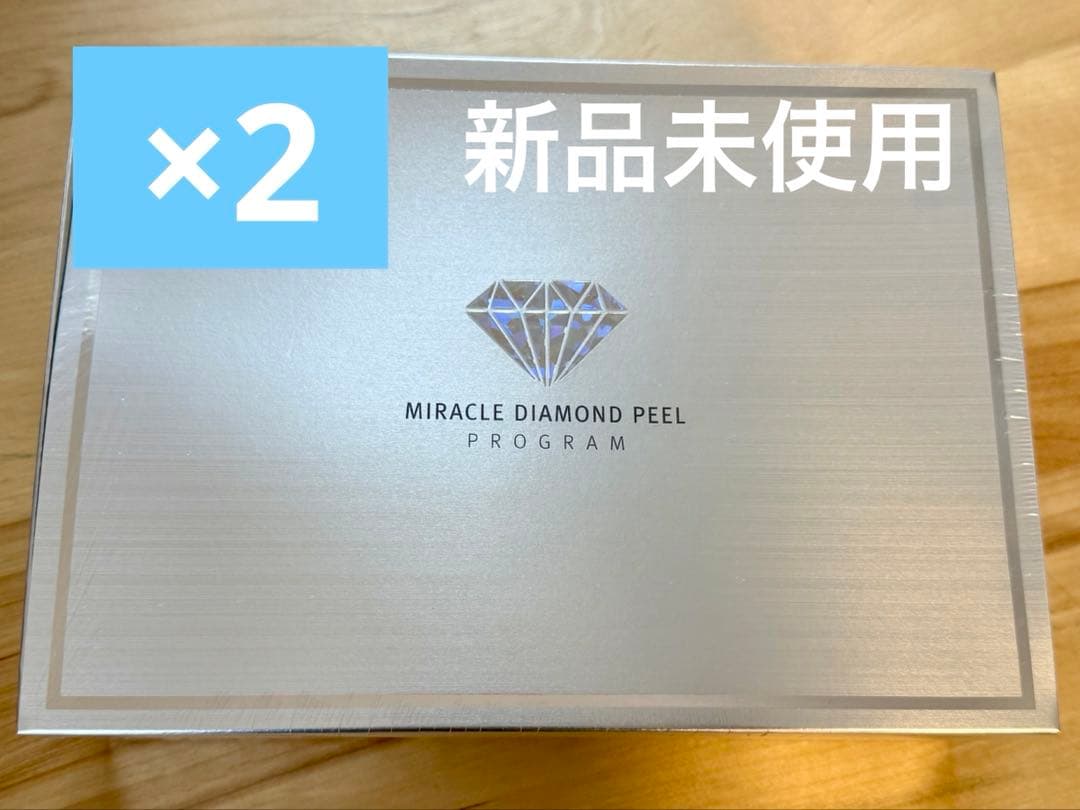 ×2
新品未使用
MIRACLE DIAMOND PEEL
PROGRAM